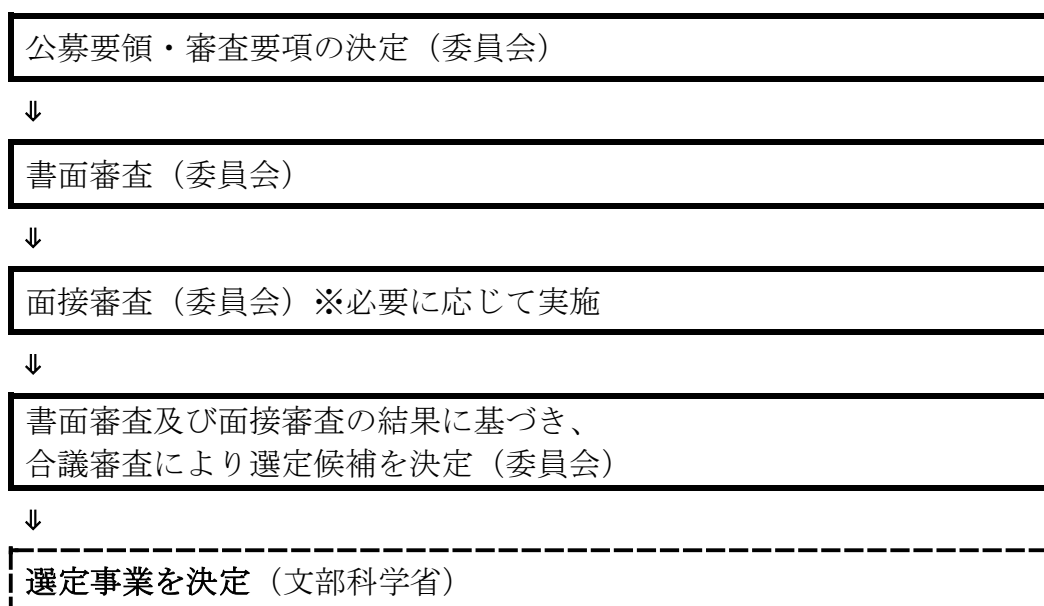 公募要領・審査要項の決定（委員会）
⇓
書面審査（委員会）
⇓
面接審査（委員会）※必要に応じて実施
⇓
書面審査及び面接審査の結果に基づき、
合議審査により選定候補を決定（委員会）
⇓
選定事業を決定（文部科学省）